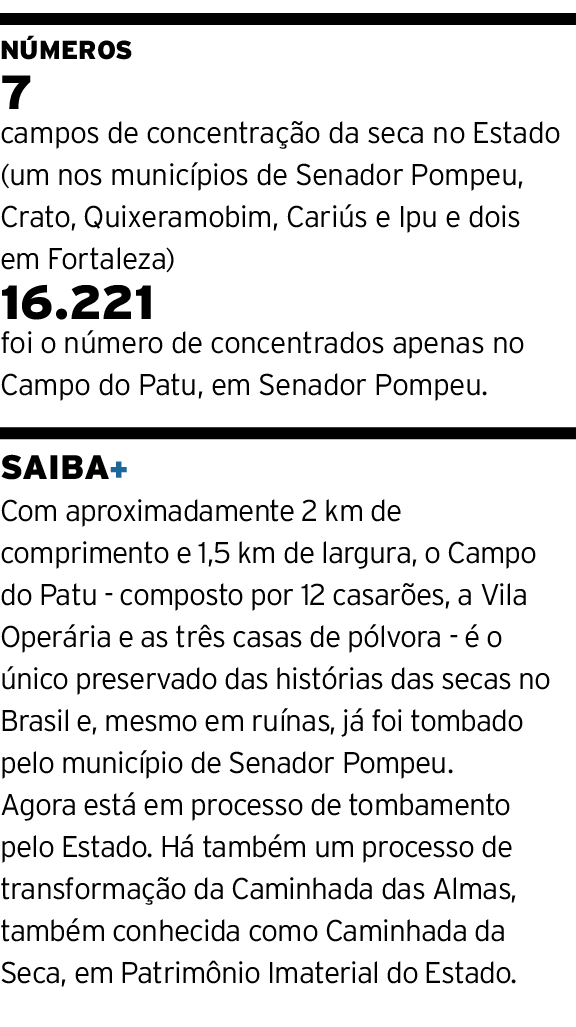 NÚMEROS
7
campos de concentração da seca no Estado
(um nos municípios de Senador Pompeu,
Crato, Quixeramobim, Cariús e Ipu e dois
em Fortaleza)
16.221
foi o número de concentrados apenas no
Campo do Patu, em Senador Pompeu.
SAIBA+
Com aproximadamente 2 km de
comprimento e 1,5 km de largura, o Campo
do Patu - composto por 12 casarões, a Vila
Operária e as três casas de pólvora - é o
único preservado das histórias das secas no
Brasil e, mesmo em ruínas, já foi tombado
pelo município de Senador Pompeu.
Agora está em processo de tombamento
pelo Estado. Há também um processo de
transformação da Caminhada das Almas,
também conhecida como Caminhada da
Seca, em Patrimônio Imaterial do Estado.